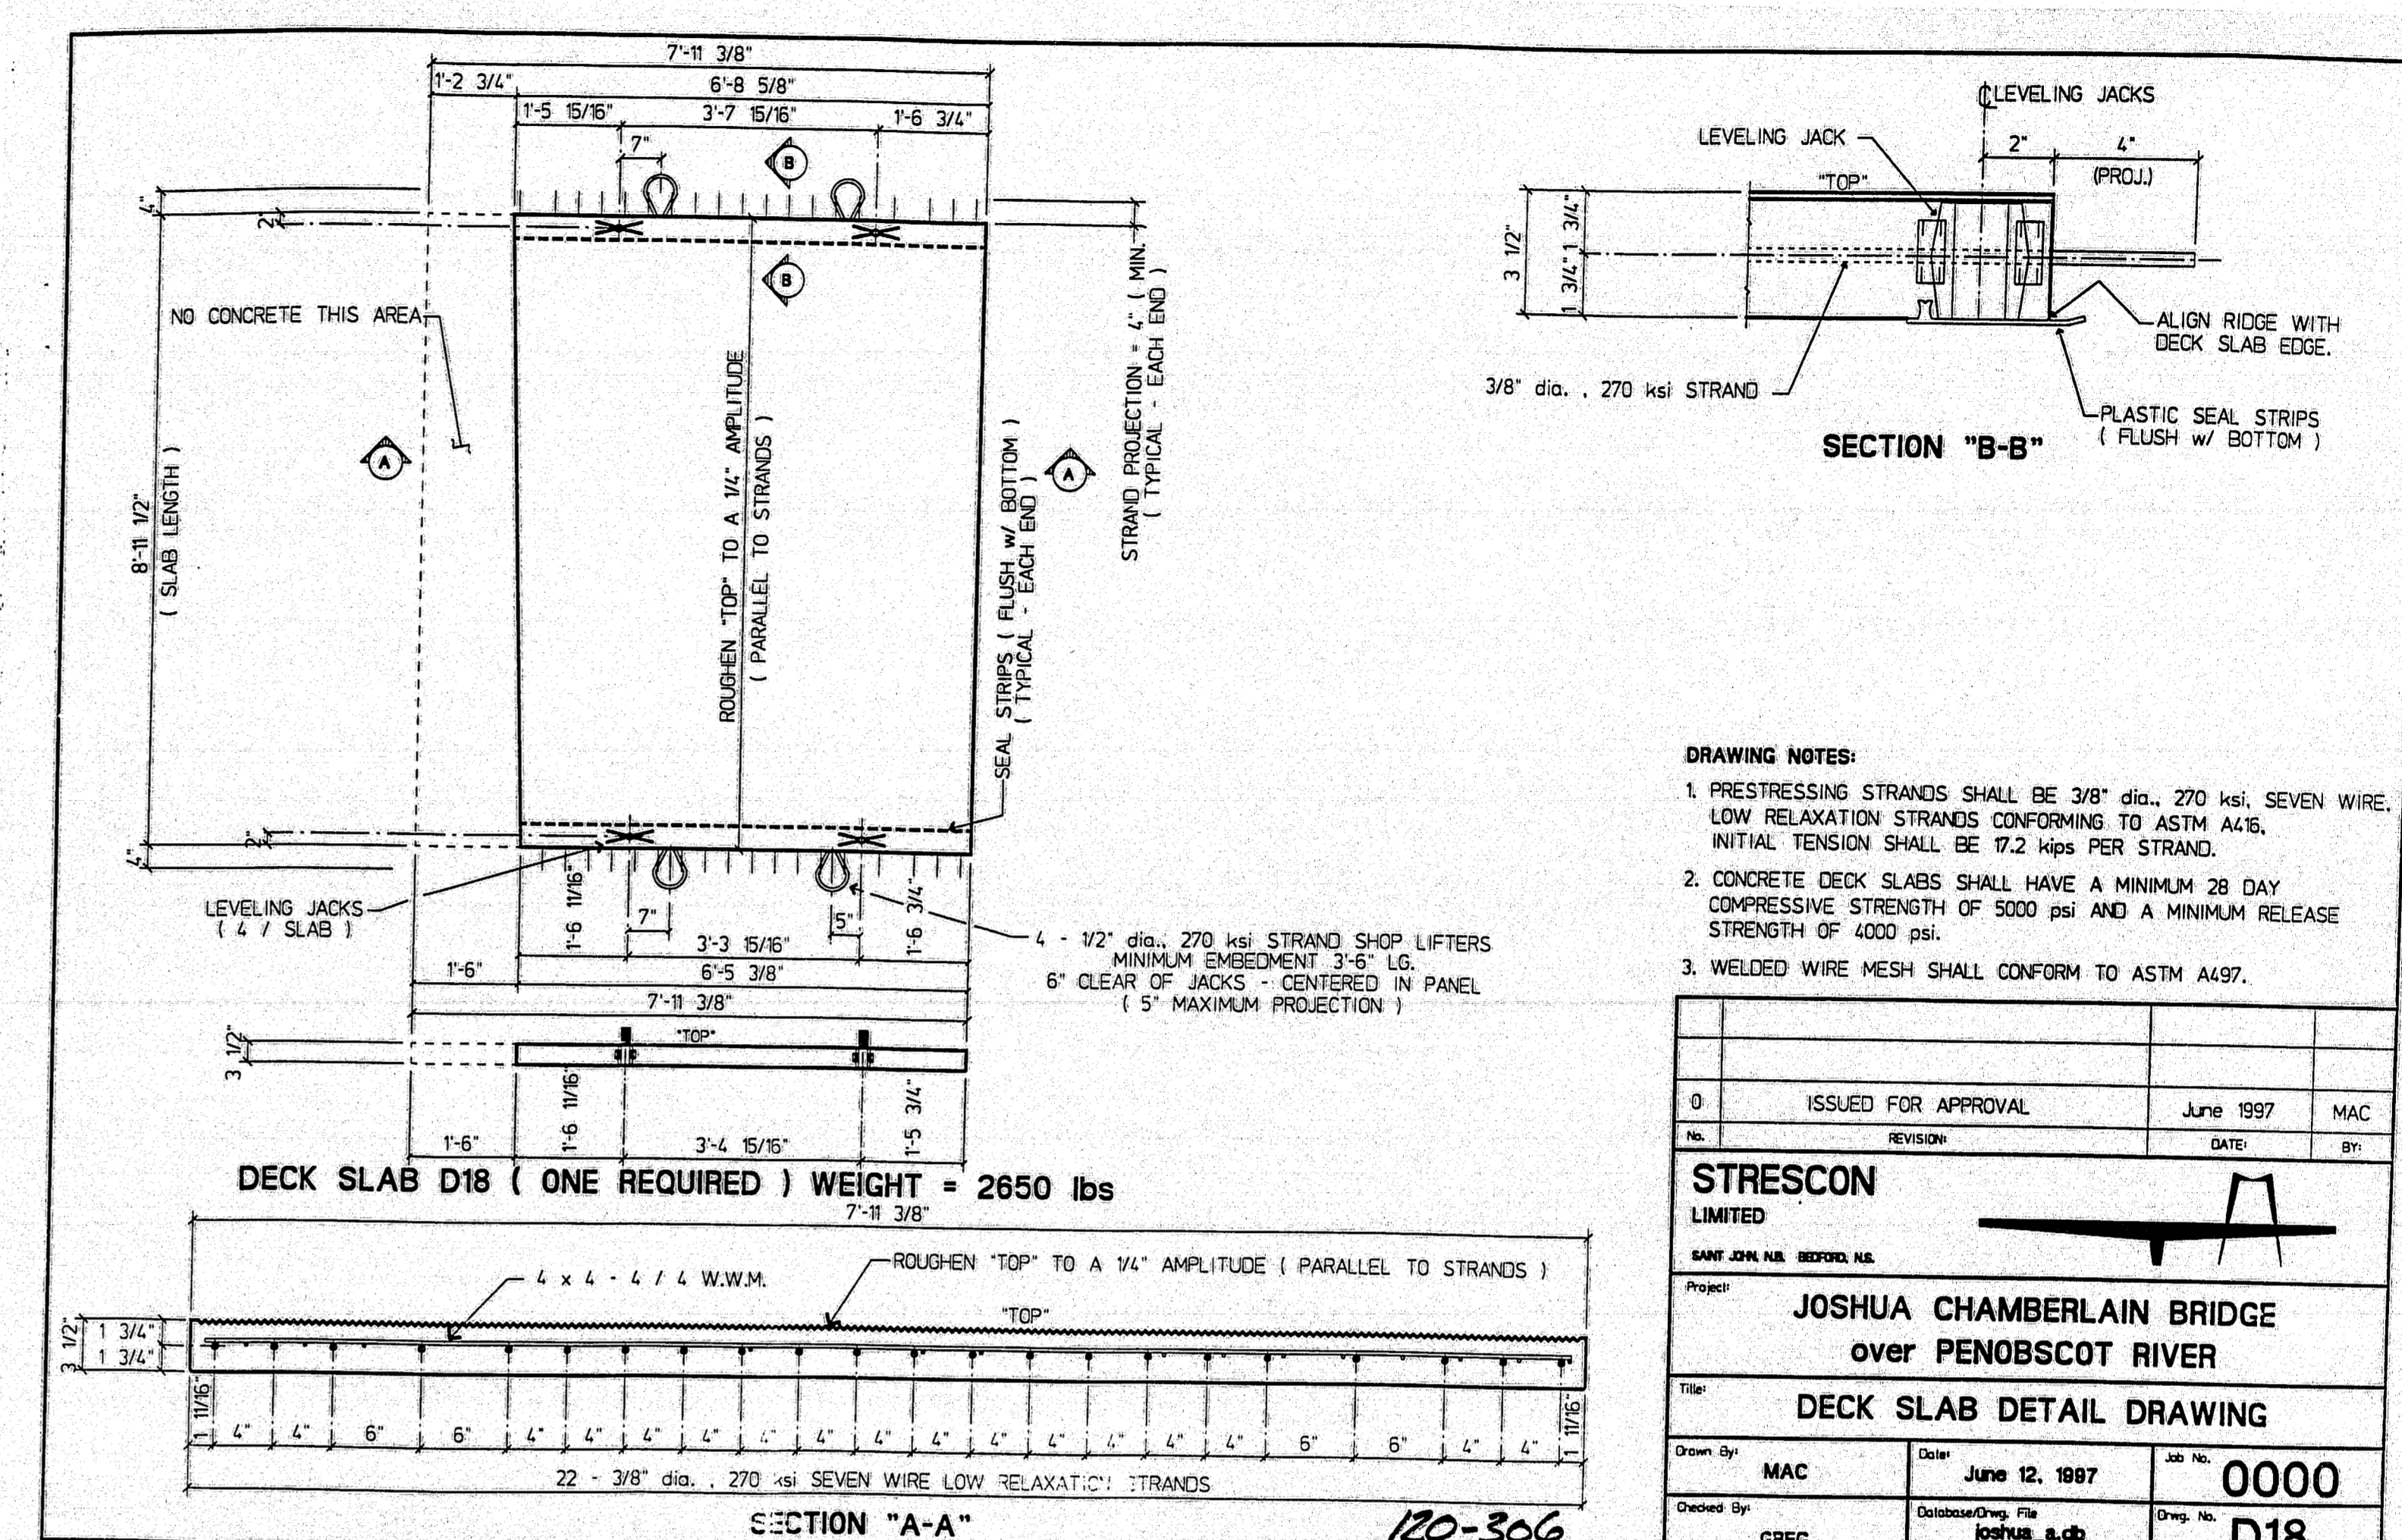 7'-11 3/8"
1'-2 3/4"
6'-8 5/8"
1'-5 15/16"
3'-7 15/16"
1'-6 3/4"
7"
B
4"
2"
B
NO CONCRETE THIS AREA
A
8'-11 1/2"
( SLAB LENGTH )
ROUGHEN "TOP" TO A 1/4" AMPLITUDE
( PARALLEL TO STRANDS )
SEAL STRIPS ( FLUSH w/ BOTTOM )
( TYPICAL - EACH END )
A
STRAND PROJECTION = 4" ( MIN. )
( TYPICAL - EACH END )
2"
4"
LEVELING JACKS
( 4 / SLAB )
1'-6 11/16"
7"
5"
1'-6 3/4"
3'-3 15/16"
1'-6"
6'-5 3/8"
7'-11 3/8"
4 - 1/2" dia., 270 ksi STRAND SHOP LIFTERS
MINIMUM EMBEDMENT 3'-6" LG.
6" CLEAR OF JACKS - CENTERED IN PANEL
( 5" MAXIMUM PROJECTION )
3 1/2"
"TOP"
1'-6 11/16"
1'-5 3/4"
1'-6"
3'-4 15/16"
DECK SLAB D18 ( ONE REQUIRED ) WEIGHT = 2650 lbs
7'-11 3/8"
4 x 4 - 4 / 4 W.W.M.
ROUGHEN "TOP" TO A 1/4" AMPLITUDE ( PARALLEL TO STRANDS )
"TOP"
3 1/2"
1 3/4"
1 3/4"
1 11/16"
4" 4" 6" 6" 4" 4" 4" 4" 4" 4" 4" 4" 4" 4" 4" 4" 4" 6" 6" 4" 4"
1 11/16"
22 - 3/8" dia. , 270 ksi SEVEN WIRE LOW RELAXATION STRANDS
SECTION "A-A"
120-306
℄ LEVELING JACKS
LEVELING JACK
2"
4"
(PROJ.)
"TOP"
3 1/2"
1 3/4"
1 3/4"
ALIGN RIDGE WITH
DECK SLAB EDGE.
3/8" dia. , 270 ksi STRAND
PLASTIC SEAL STRIPS
( FLUSH w/ BOTTOM )
SECTION "B-B"
DRAWING NOTES:
1. PRESTRESSING STRANDS SHALL BE 3/8" dia., 270 ksi, SEVEN WIRE,
LOW RELAXATION STRANDS CONFORMING TO ASTM A416.
INITIAL TENSION SHALL BE 17.2 kips PER STRAND.
2. CONCRETE DECK SLABS SHALL HAVE A MINIMUM 28 DAY
COMPRESSIVE STRENGTH OF 5000 psi AND A MINIMUM RELEASE
STRENGTH OF 4000 psi.
3. WELDED WIRE MESH SHALL CONFORM TO ASTM A497.
0 ISSUED FOR APPROVAL June 1997 MAC
No. REVISION: DATE: BY:
STRESCON
LIMITED
SAINT JOHN, N.B. BEDFORD, N.S.
Project:
JOSHUA CHAMBERLAIN BRIDGE
over PENOBSCOT RIVER
Title:
DECK SLAB DETAIL DRAWING
Drawn By: MAC
Date: June 12, 1997
Job No. 0000
Checked By: GREG
Database/Drwg. File joshua_a.db
Drwg. No. D18